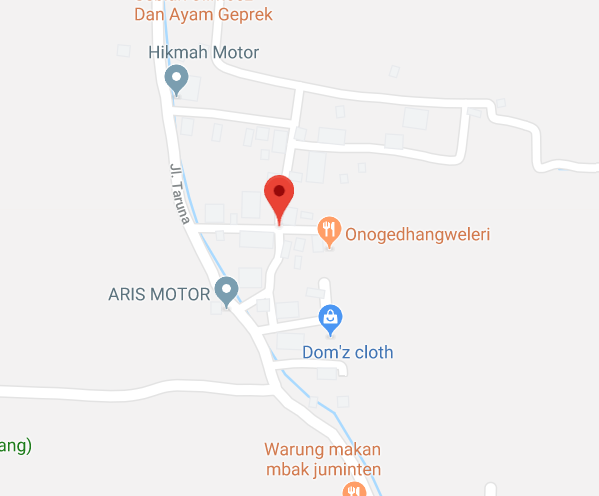 Dan Ayam Geprek
Hikmah Motor
Jl. Taruna
Onogedhangweleri
ARIS MOTOR
Dom'z cloth
ang)
Warung makan
mbak juminten